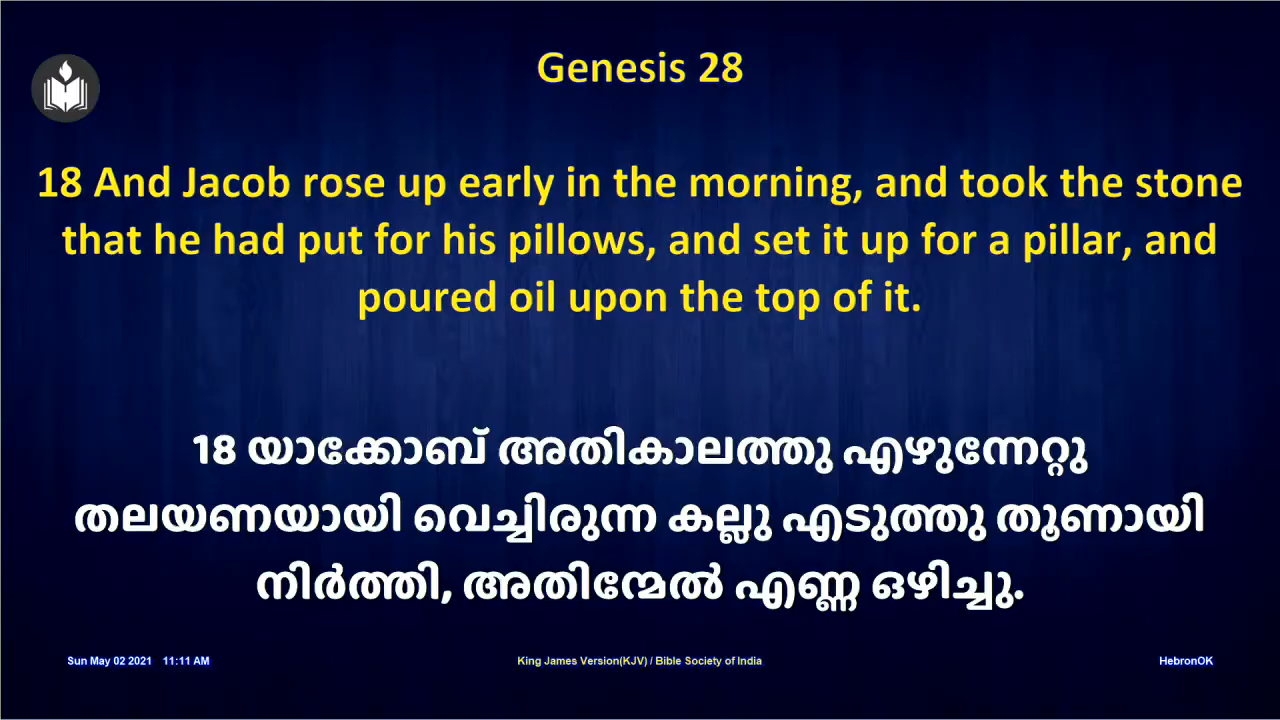 Genesis 28
18 And Jacob rose up early in the morning, and took the stone
that he had put for his pillows, and set it up for a pillar, and
poured oil upon the top of it.
18 യാക്കോബ് അതികാലത്തു എഴുന്നേറ്റു
തലയണയായി വെച്ചിരുന്ന കല്ലു എടുത്തു തൂണായി
നിർത്തി, അതിന്മേൽ എണ്ണ ഒഴിച്ചു.
Sun May 02 2021 11:11 AM King James Version(KJV) / Bible Society of India HebronOK